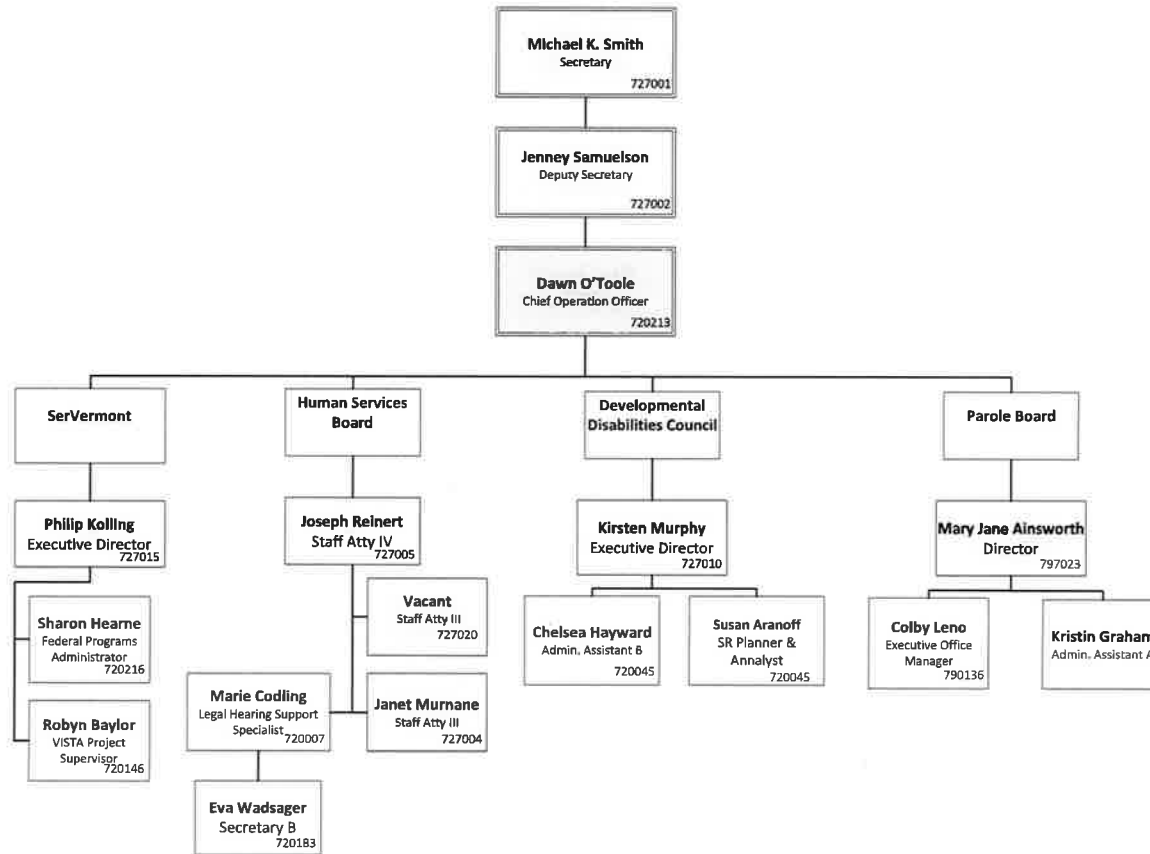 Michael K. Smith
Secretary
727001
Jenney Samuelson
Deputy Secretary
727002
Dawn O'Toole
Chief Operation Officer
720213
SerVermont
Human Services
Board
Developmental
Disabilities Council
Parole Board
Philip Kolling
Executive Director
727015
Joseph Reinert
Staff Atty IV
727005
Kirsten Murphy
Executive Director
727010
Mary Jane Ainsworth
Director
797023
Sharon Hearne
Federal Programs
Administrator
720216
Vacant
Staff Atty III
727020
Chelsea Hayward
Admin. Assistant B
720045
Susan Aranoff
SR Planner &
Annalyst
720045
Colby Leno
Executive Office
Manager
790136
Kristin Graham
Admin. Assistant A
Robyn Baylor
VISTA Project
Supervisor
720146
Marie Codling
Legal Hearing Support
Specialist
720007
Janet Murnane
Staff Atty III
727004
Eva Wadsager
Secretary B
720183